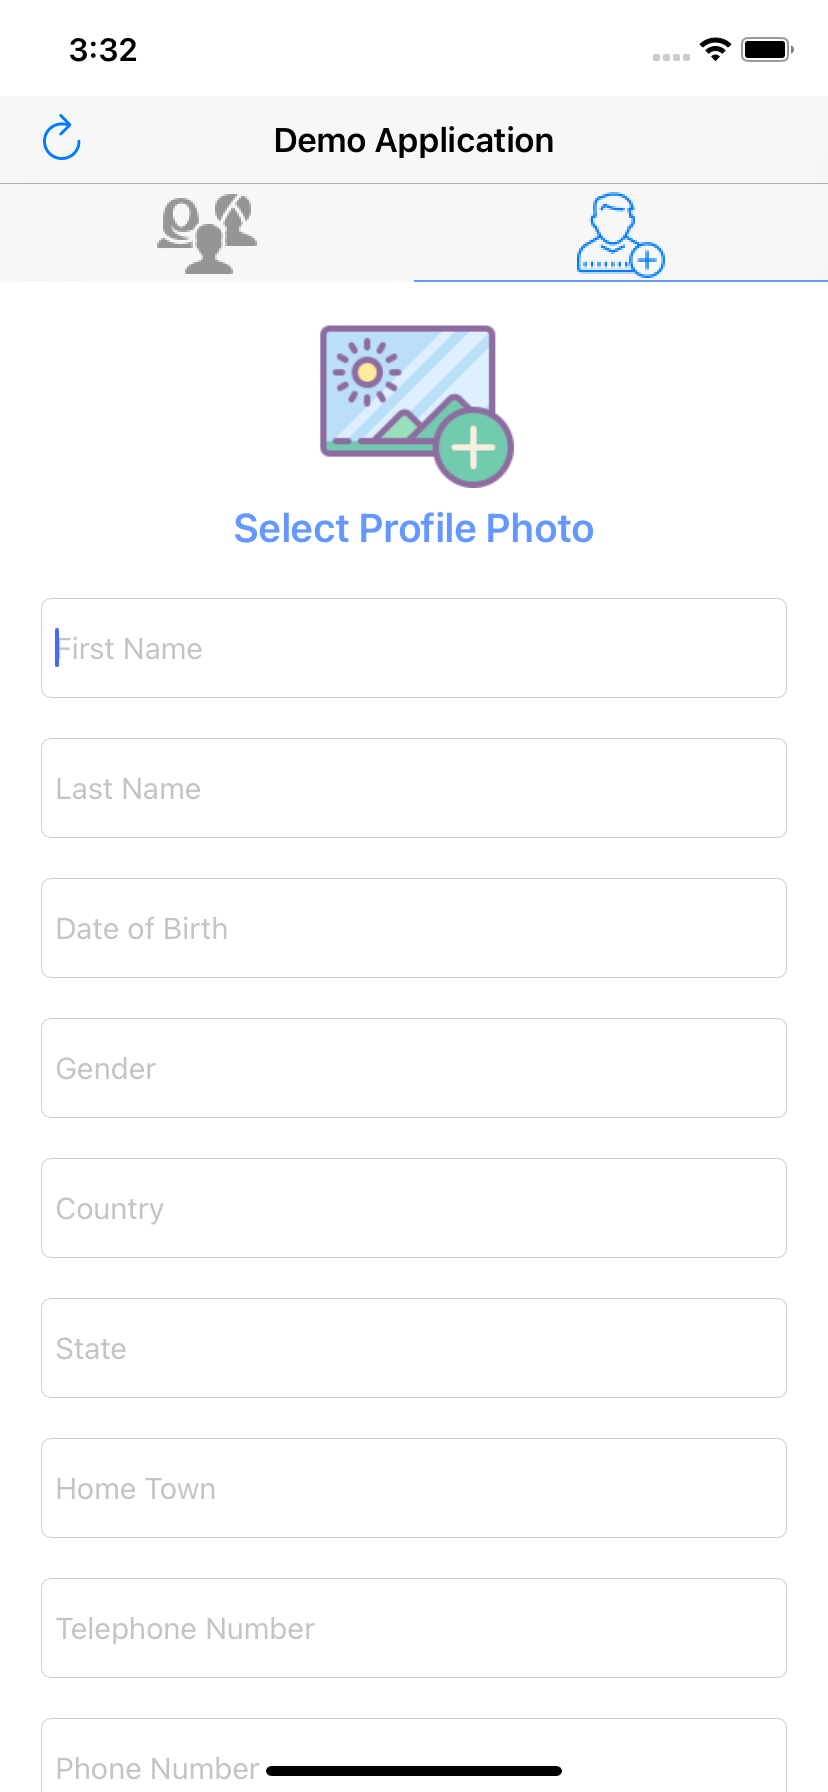 3:32
Demo Application
Select Profile Photo
First Name
Last Name
Date of Birth
Gender
Country
State
Home Town
Telephone Number
Phone Number